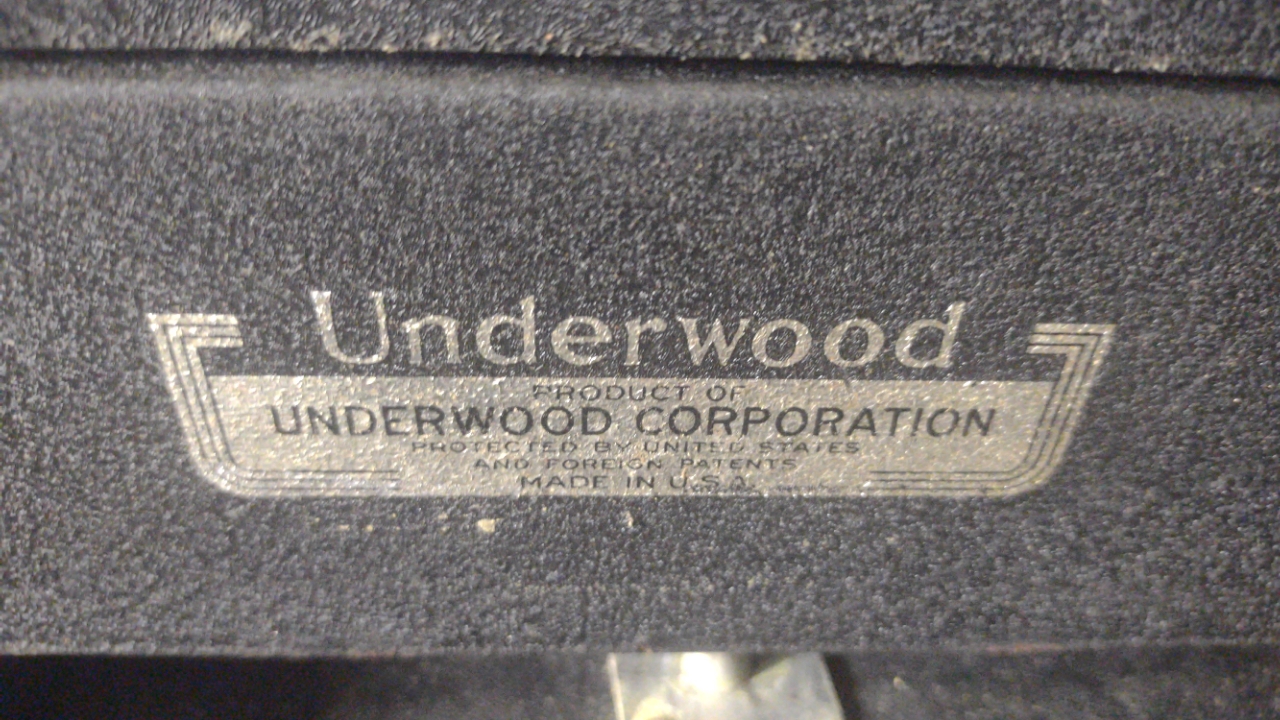 Underwood
PRODUCT OF
UNDERWOOD CORPORATION
PROTECTED BY UNITED STATES
AND FOREIGN PATENTS
MADE IN U.S.A.